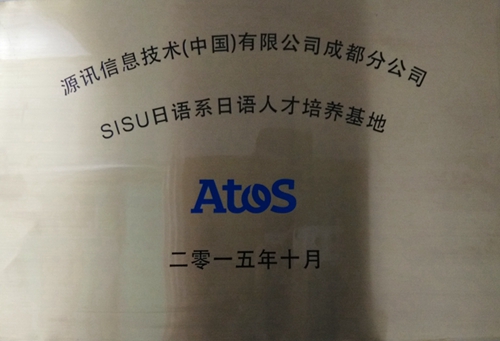 源讯信息技术(中国)有限公司成都分公司
SISU日语系日语人才培养基地
Atos
二零一五年十月